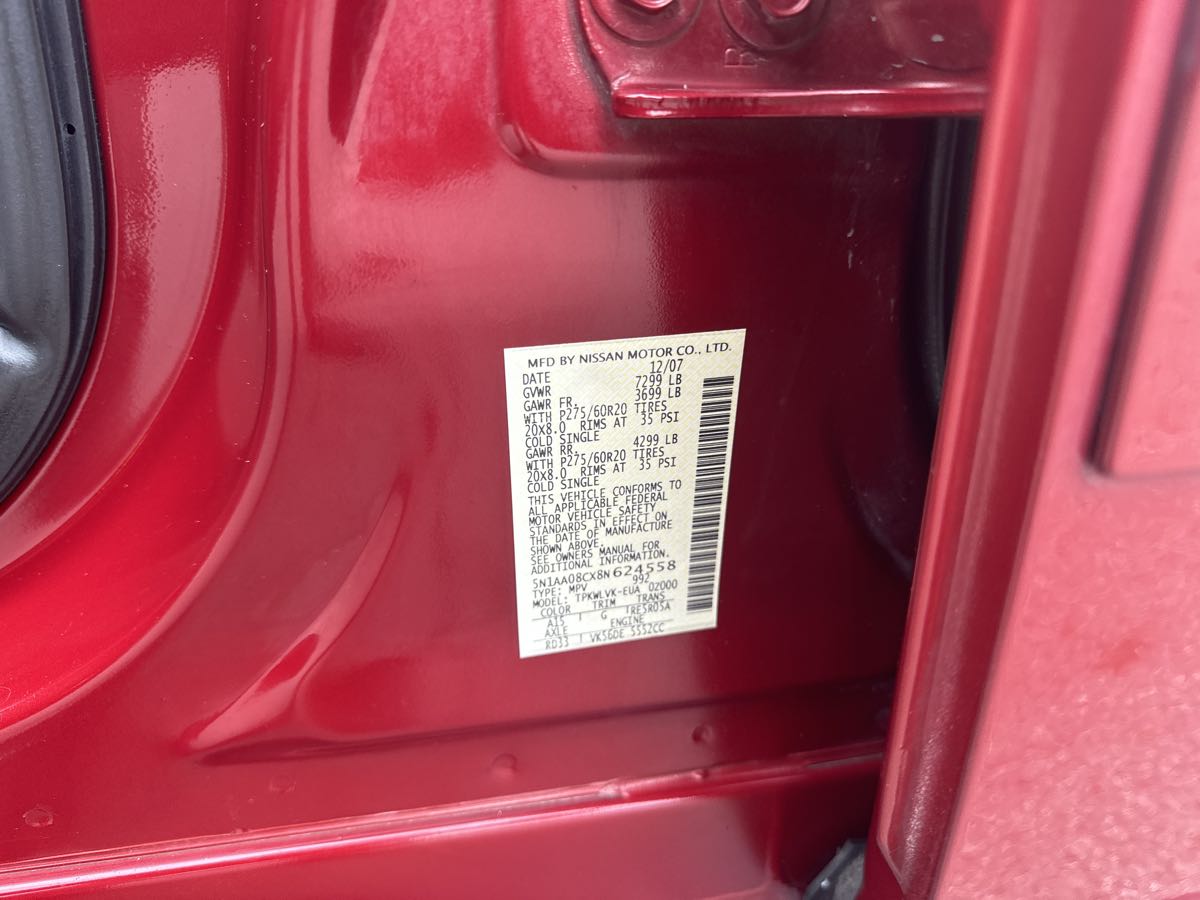 MFD BY NISSAN MOTOR CO., LTD.
DATE 12/07
GVWR 7299 LB
GAWR FR. 3699 LB
WITH P275/60R20 TIRES
20X8.0 RIMS AT 35 PSI
COLD SINGLE
GAWR RR. 4299 LB
WITH P275/60R20 TIRES
20X8.0 RIMS AT 35 PSI
COLD SINGLE
THIS VEHICLE CONFORMS TO
ALL APPLICABLE FEDERAL
MOTOR VEHICLE SAFETY
STANDARDS IN EFFECT ON
THE DATE OF MANUFACTURE
SHOWN ABOVE.
SEE OWNERS MANUAL FOR
ADDITIONAL INFORMATION.
5N1AA08CX8N624558
TYPE: MPV 992
MODEL: TPKWLVK-EUA 02000
COLOR TRIM TRANS
A15 G TRE5R05A
AXLE ENGINE
RD33 VK56DE 5552CC
R